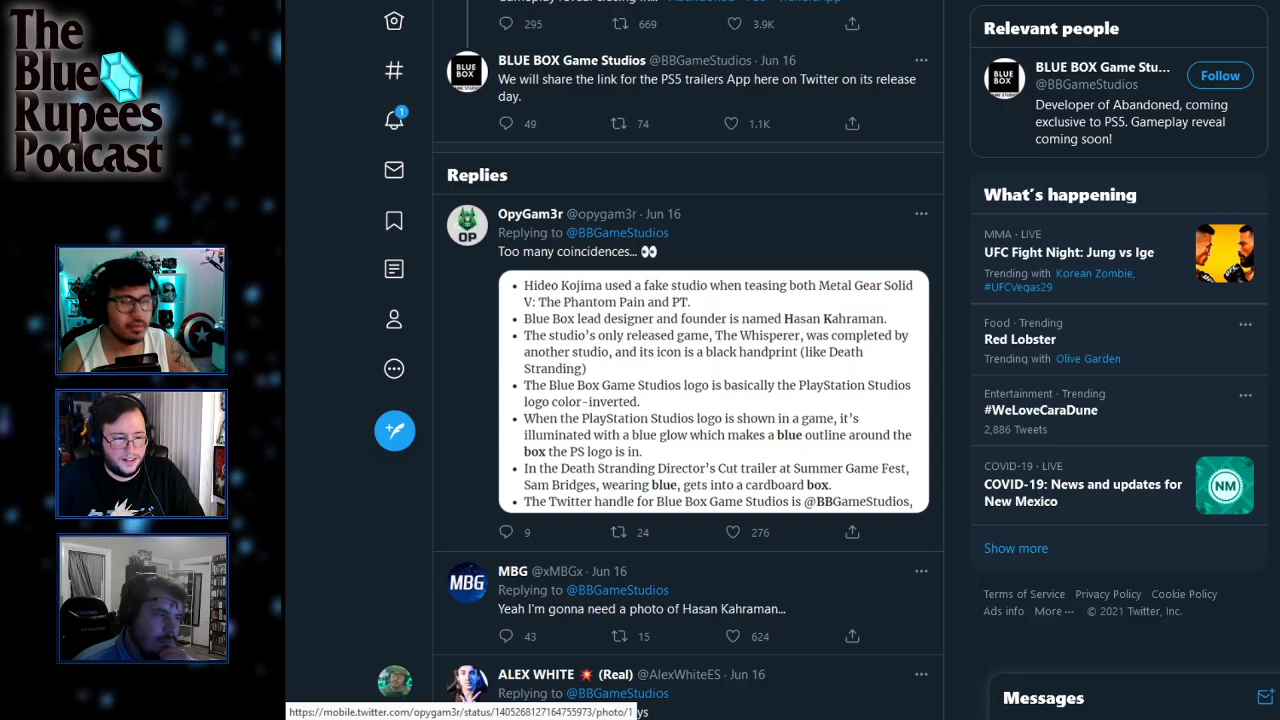 The
Blue
Rupees
Podcast
295
669
3.9K
BLUE BOX Game Studios @BBGameStudios · Jun 16
We will share the link for the PS5 trailers App here on Twitter on its release
day.
49
74
1.1K
Replies
OpyGam3r @opygam3r · Jun 16
Replying to @BBGameStudios
Too many coincidences... 👀
• Hideo Kojima used a fake studio when teasing both Metal Gear Solid
V: The Phantom Pain and PT.
• Blue Box lead designer and founder is named Hasan Kahraman.
• The studio's only released game, The Whisperer, was completed by
another studio, and its icon is a black handprint (like Death
Stranding)
• The Blue Box Game Studios logo is basically the PlayStation Studios
logo color-inverted.
• When the PlayStation Studios logo is shown in a game, it's
illuminated with a blue glow which makes a blue outline around the
box the PS logo is in.
• In the Death Stranding Director's Cut trailer at Summer Game Fest,
Sam Bridges, wearing blue, gets into a cardboard box.
• The Twitter handle for Blue Box Game Studios is @BBGameStudios,
9
24
276
MBG @xMBGx · Jun 16
Replying to @BBGameStudios
Yeah I'm gonna need a photo of Hasan Kahraman...
43
15
624
ALEX WHITE 💥 (Real) @AlexWhiteES · Jun 16
Replying to @BBGameStudios
https://mobile.twitter.com/opygam3r/status/1405268127164755973/photo/1
ys
1
BLUE BOX
MBG
OP
Relevant people
BLUE BOX Game Stu...
@BBGameStudios
Follow
Developer of Abandoned, coming
exclusive to PS5. Gameplay reveal
coming soon!
What's happening
MMA · LIVE
UFC Fight Night: Jung vs Ige
Trending with Korean Zombie,
#UFCVegas29
Food · Trending
Red Lobster
Trending with Olive Garden
Entertainment · Trending
#WeLoveCaraDune
2,886 Tweets
COVID-19 · LIVE
COVID-19: News and updates for
New Mexico
NM
Show more
Terms of Service Privacy Policy Cookie Policy
Ads info More ··· © 2021 Twitter, Inc.
Messages